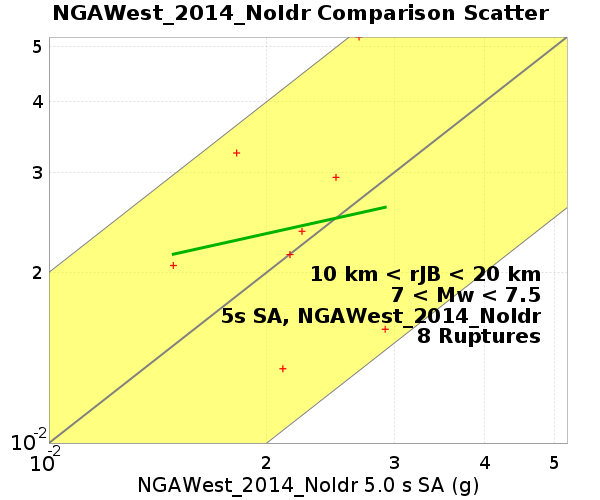 NGAWest_2014_NoIdr Comparison Scatter
5
4
3
2
10-2
10 km < rJB < 20 km
7 < Mw < 7.5
5s SA, NGAWest_2014_NoIdr
8 Ruptures
10-2
2
3
4
5
NGAWest_2014_NoIdr 5.0 s SA (g)